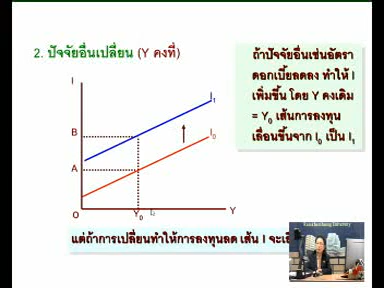 2. ปัจจัยอื่นเปลี่ยน (Y คงที่)
ถ้าปัจจัยอื่นเช่นอัตรา
ดอกเบี้ยลดลง ทำให้ I
เพิ่มขึ้น โดย Y คงเดิม
= Y0 เส้นการลงทุน
เลื่อนขึ้นจาก I0 เป็น I1
I
I1
B
I0
A
O
Y0
I2
Y
แต่ถ้าการเปลี่ยนทำให้การลงทุนลด เส้น I จะ